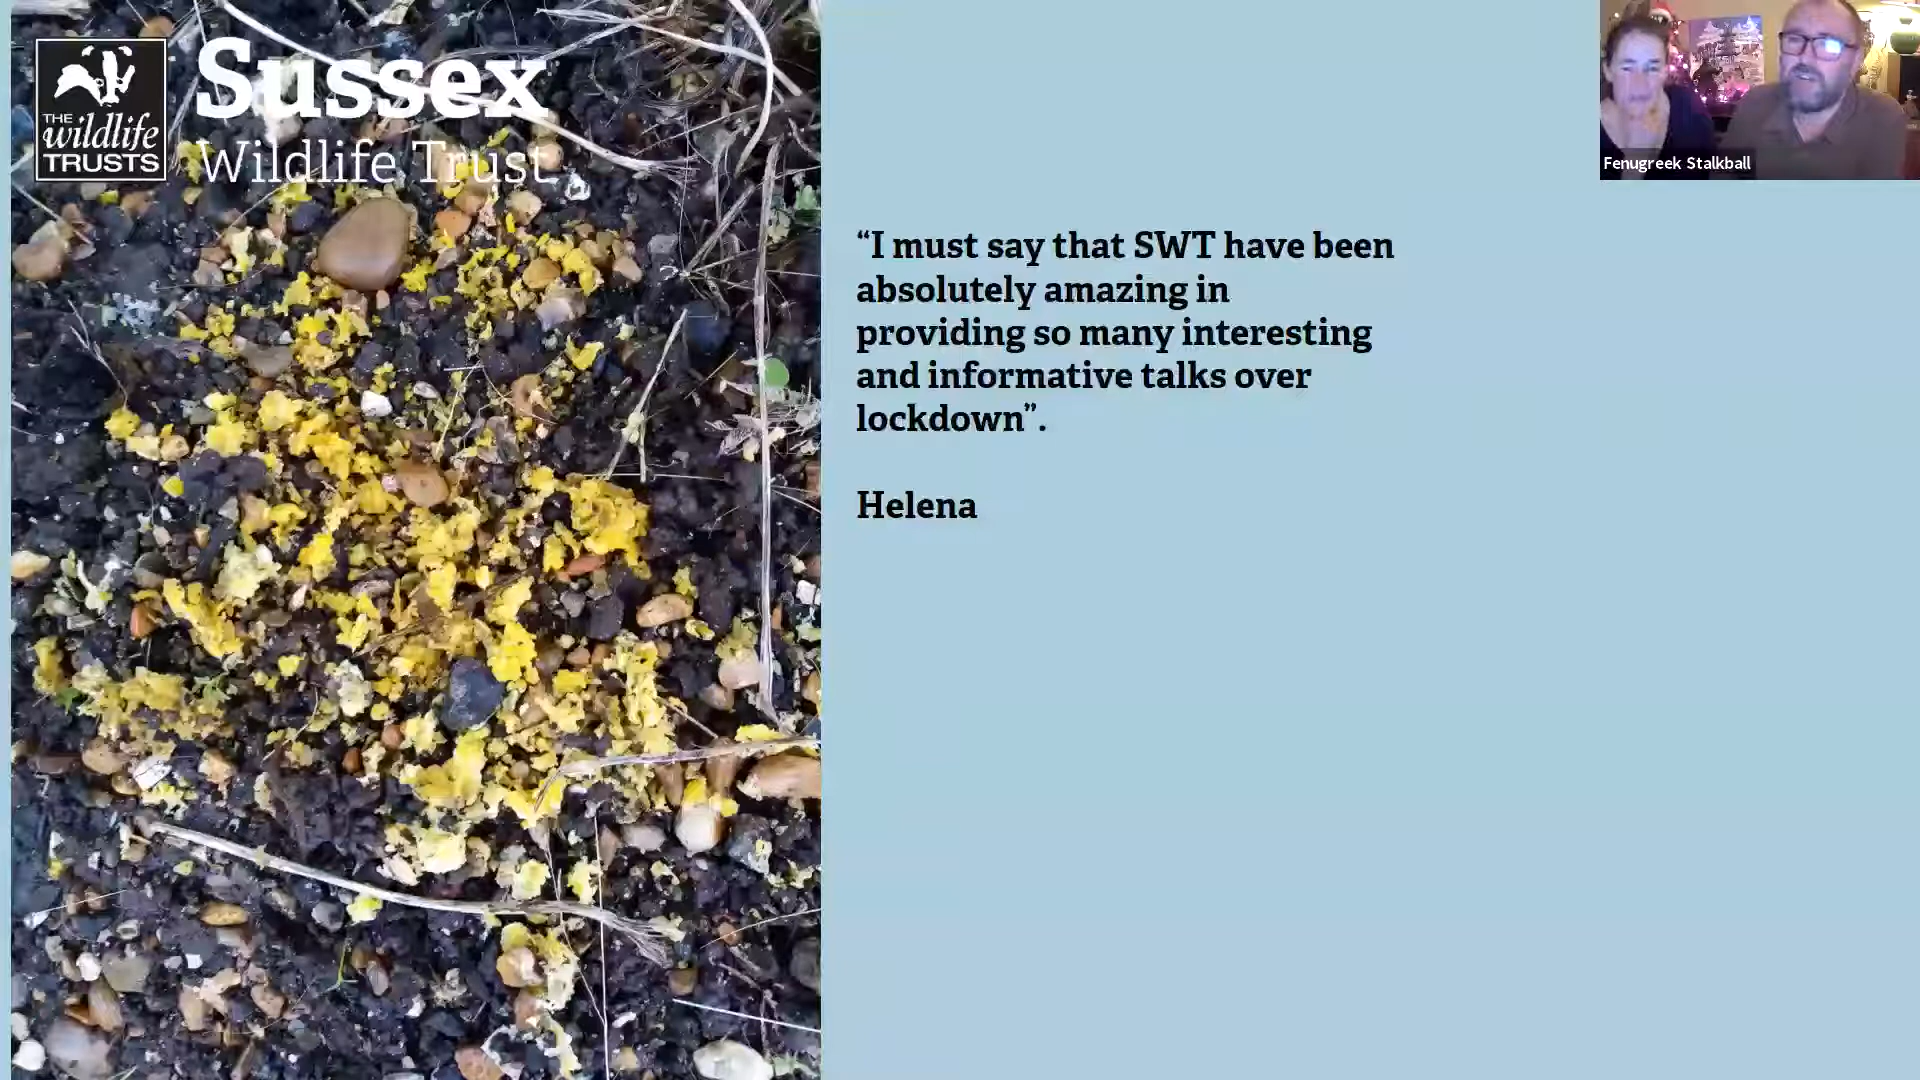 THE
wildlife
TRUSTS
Sussex
Wildlife Trust
Fenugreek Stalkball
“I must say that SWT have been
absolutely amazing in
providing so many interesting
and informative talks over
lockdown”.
Helena